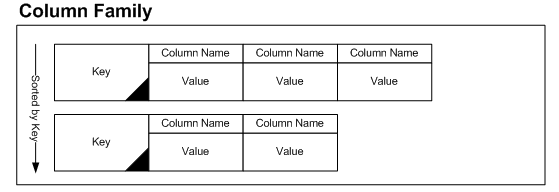 Column Family
Sorted by Key
Column Name Column Name Column Name
Key
Value Value Value
Column Name Column Name
Key
Value Value